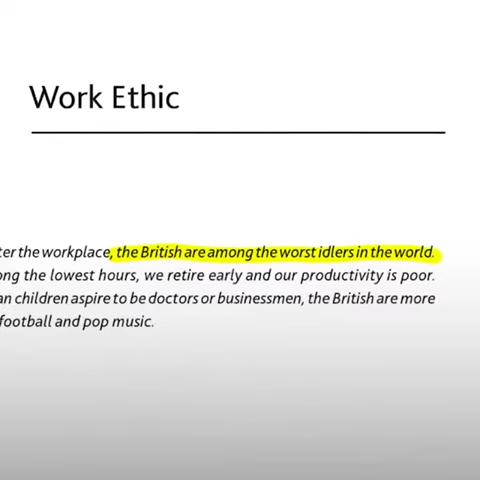 Work Ethic
ter the workplace, the British are among the worst idlers in the world.
ong the lowest hours, we retire early and our productivity is poor.
an children aspire to be doctors or businessmen, the British are more
football and pop music.